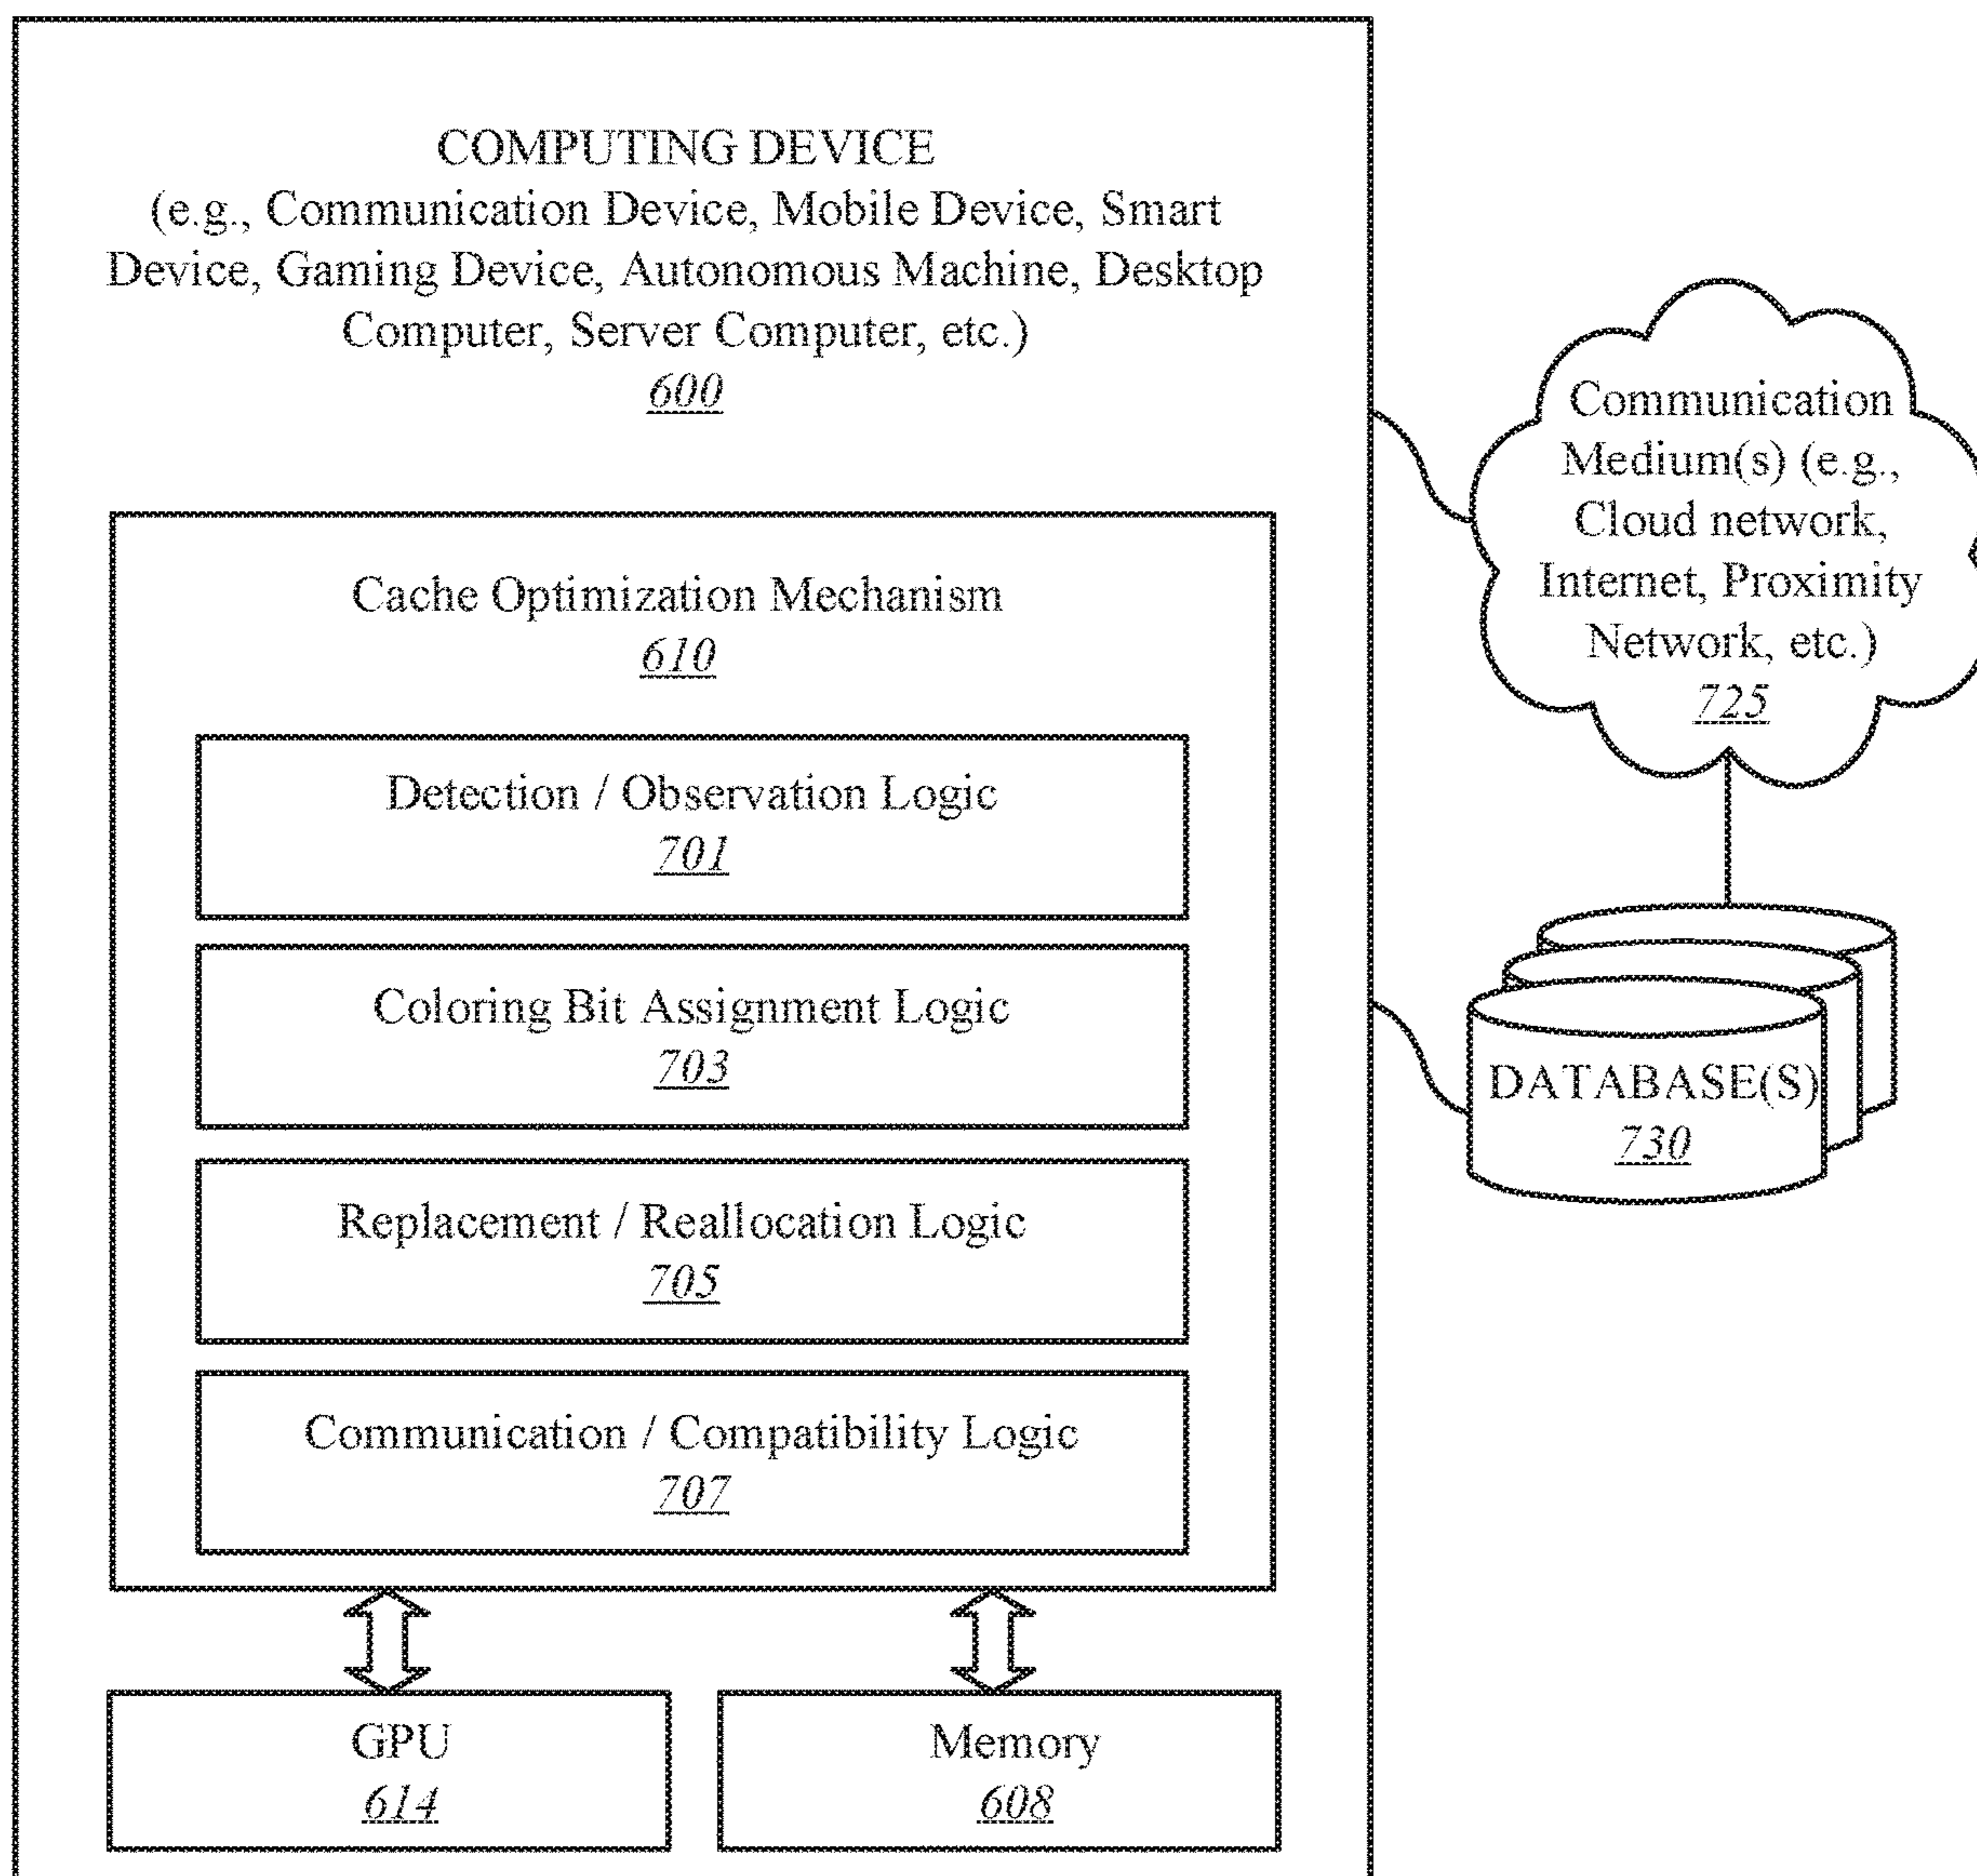 COMPUTING DEVICE
(e.g., Communication Device, Mobile Device, Smart
Device, Gaming Device, Autonomous Machine, Desktop
Computer, Server Computer, etc.)
600
Cache Optimization Mechanism
610
Detection / Observation Logic
701
Coloring Bit Assignment Logic
703
Replacement / Reallocation Logic
705
Communication / Compatibility Logic
707
GPU
614
Memory
608
Communication
Medium(s) (e.g.,
Cloud network,
Internet, Proximity
Network, etc.)
725
DATABASE(S)
730